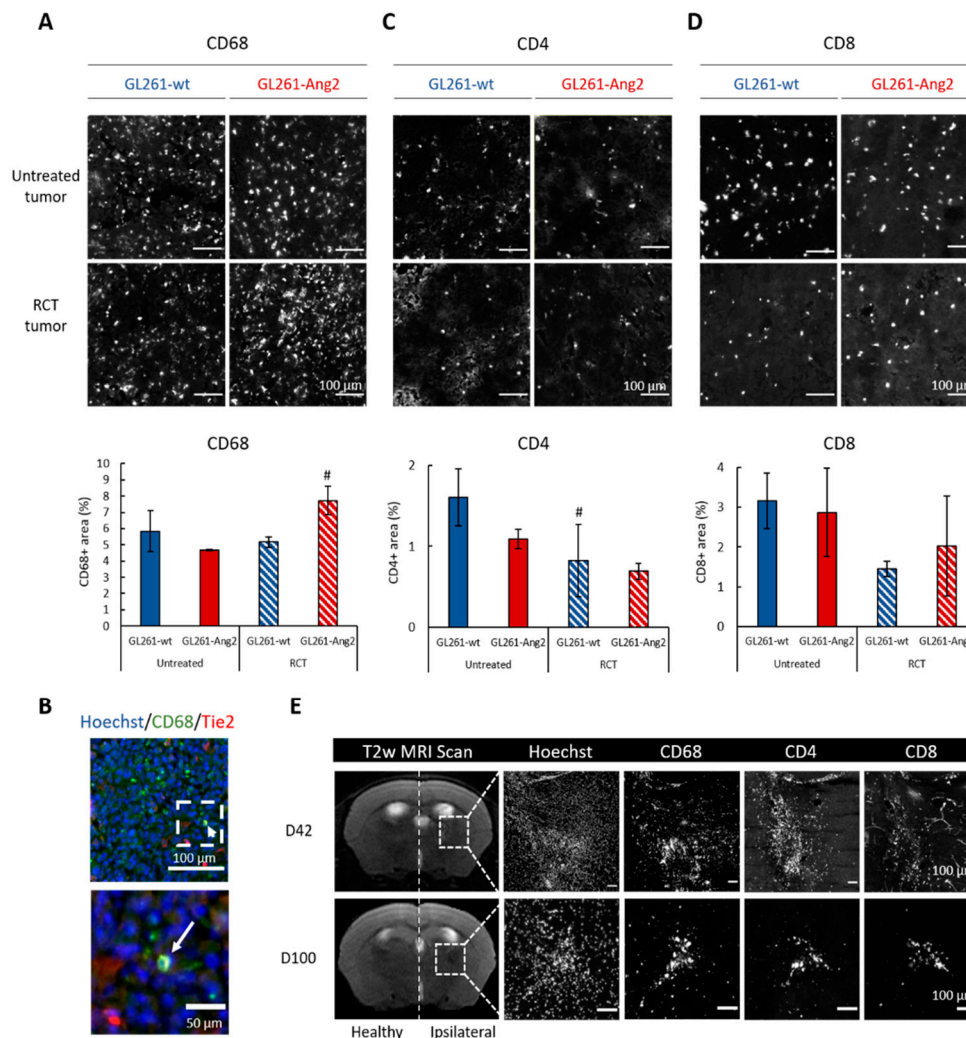 A
CD68
GL261-wt GL261-Ang2
Untreated
tumor
RCT
tumor
100 µm
CD68
CD68+ area (%)
10
9
8
7
6
5
4
3
2
1
0
#
GL261-wt GL261-Ang2 GL261-wt GL261-Ang2
Untreated RCT
C
CD4
GL261-wt GL261-Ang2
100 µm
CD4
CD4+ area (%)
2
1
0
#
GL261-wt GL261-Ang2 GL261-wt GL261-Ang2
Untreated RCT
D
CD8
GL261-wt GL261-Ang2
100 µm
CD8
CD8+ area (%)
4
3
2
1
0
GL261-wt GL261-Ang2 GL261-wt GL261-Ang2
Untreated RCT
B
Hoechst/CD68/Tie2
100 µm
50 µm
E
T2w MRI Scan Hoechst CD68 CD4 CD8
D42
100 µm
D100
100 µm
Healthy Ipsilateral